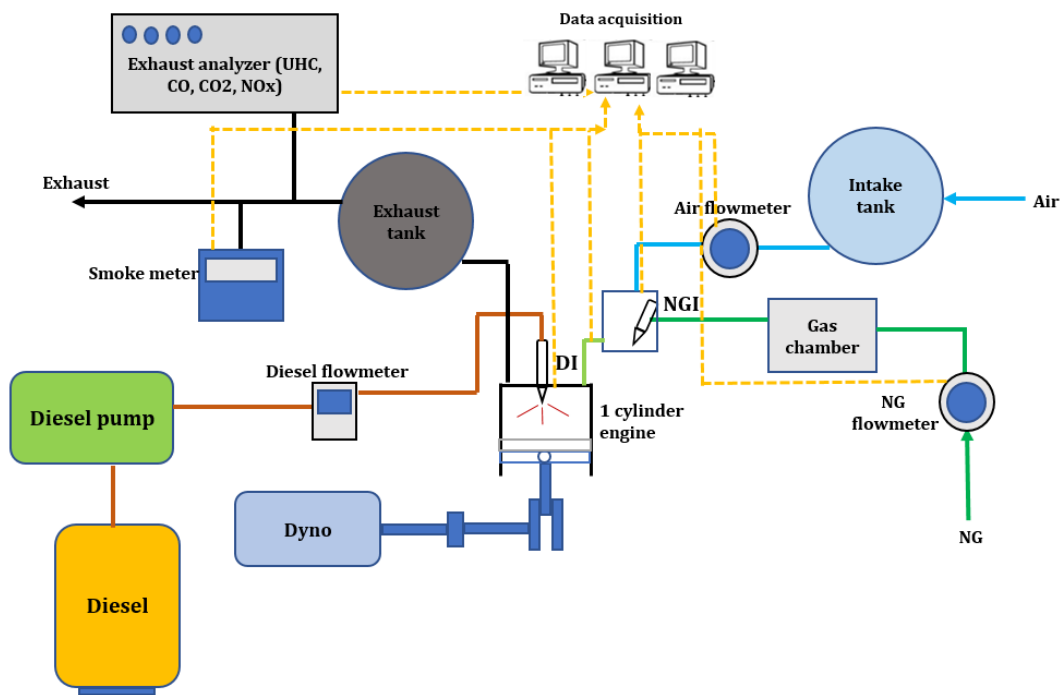 Data acquisition
Exhaust analyzer (UHC,
CO, CO2, NOx)
Exhaust
Exhaust
tank
Intake
tank
Air
Air flowmeter
Smoke meter
NGI
Gas
chamber
DI
Diesel flowmeter
Diesel pump
1 cylinder
engine
NG
flowmeter
Dyno
NG
Diesel